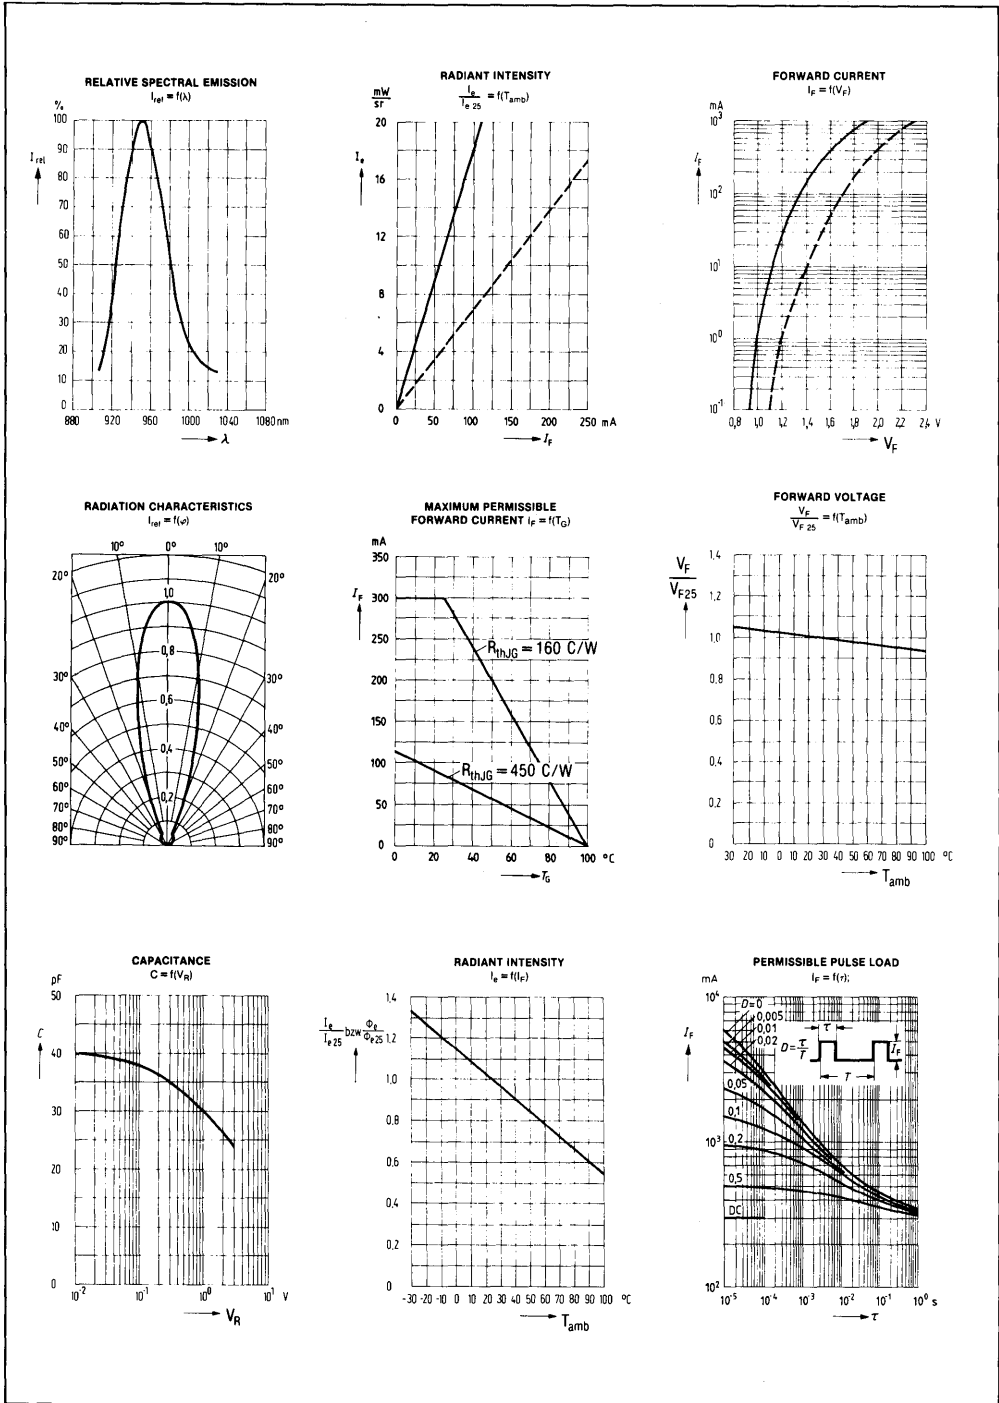 RELATIVE SPECTRAL EMISSION
I_rel = f(λ)
%
100
90
80
70
60
50
40
30
20
10
0
I_rel
880 920 960 1000 1040 1080 nm
λ
RADIANT INTENSITY
I_e / I_e 25 = f(T_amb)
mW
sr
20
16
12
8
4
0
I_e
0 50 100 150 200 250 mA
I_F
FORWARD CURRENT
I_F = f(V_F)
mA
10³
10²
10¹
10⁰
10⁻¹
I_F
0,8 1,0 1,2 1,4 1,6 1,8 2,0 2,2 2,4 V
V_F
RADIATION CHARACTERISTICS
I_rel = f(φ)
10° 0° 10°
20° 20°
30° 30°
40° 40°
50° 50°
60° 60°
70° 70°
80° 80°
90° 90°
1,0
0,8
0,6
0,4
0,2
MAXIMUM PERMISSIBLE
FORWARD CURRENT I_F = f(T_G)
mA
350
300
250
200
150
100
50
0
I_F
R_thJG = 160 C/W
R_thJG = 450 C/W
0 20 40 60 80 100 °C
T_G
FORWARD VOLTAGE
V_F / V_F 25 = f(T_amb)
V_F
V_F25
1,4
1,2
1,0
0,8
0,6
0,4
0,2
0
30 20 10 0 10 20 30 40 50 60 70 80 90 100 °C
T_amb
CAPACITANCE
C = f(V_R)
pF
50
40
30
20
10
0
C
10⁻² 10⁻¹ 10⁰ 10¹ V
V_R
RADIANT INTENSITY
I_e = f(I_F)
I_e / I_e25 bzw Φ_e / Φ_e25
1,4
1,2
1,0
0,8
0,6
0,4
0,2
0
-30 -20 -10 0 10 20 30 40 50 60 70 80 90 100 °C
T_amb
PERMISSIBLE PULSE LOAD
I_F = f(τ);
mA
10⁴
10³
10²
I_F
D=0
0,005
0,01
0,02
0,05
0,1
0,2
0,5
DC
D = τ / T
τ
T
I_F
10⁻⁵ 10⁻⁴ 10⁻³ 10⁻² 10⁻¹ 10⁰ s
τ